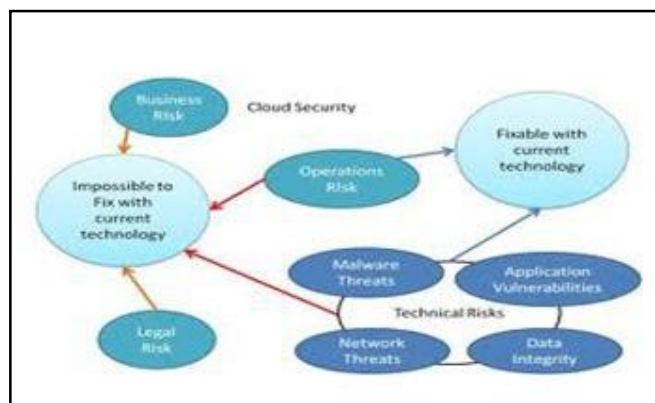 Business
Risk
Cloud Security
Fixable with
current
technology
Operations
Risk
Impossible to
Fix with
current
technology
Malware
Threats
Application
Vulnerabilities
Technical Risks
Legal
Risk
Network
Threats
Data
Integrity